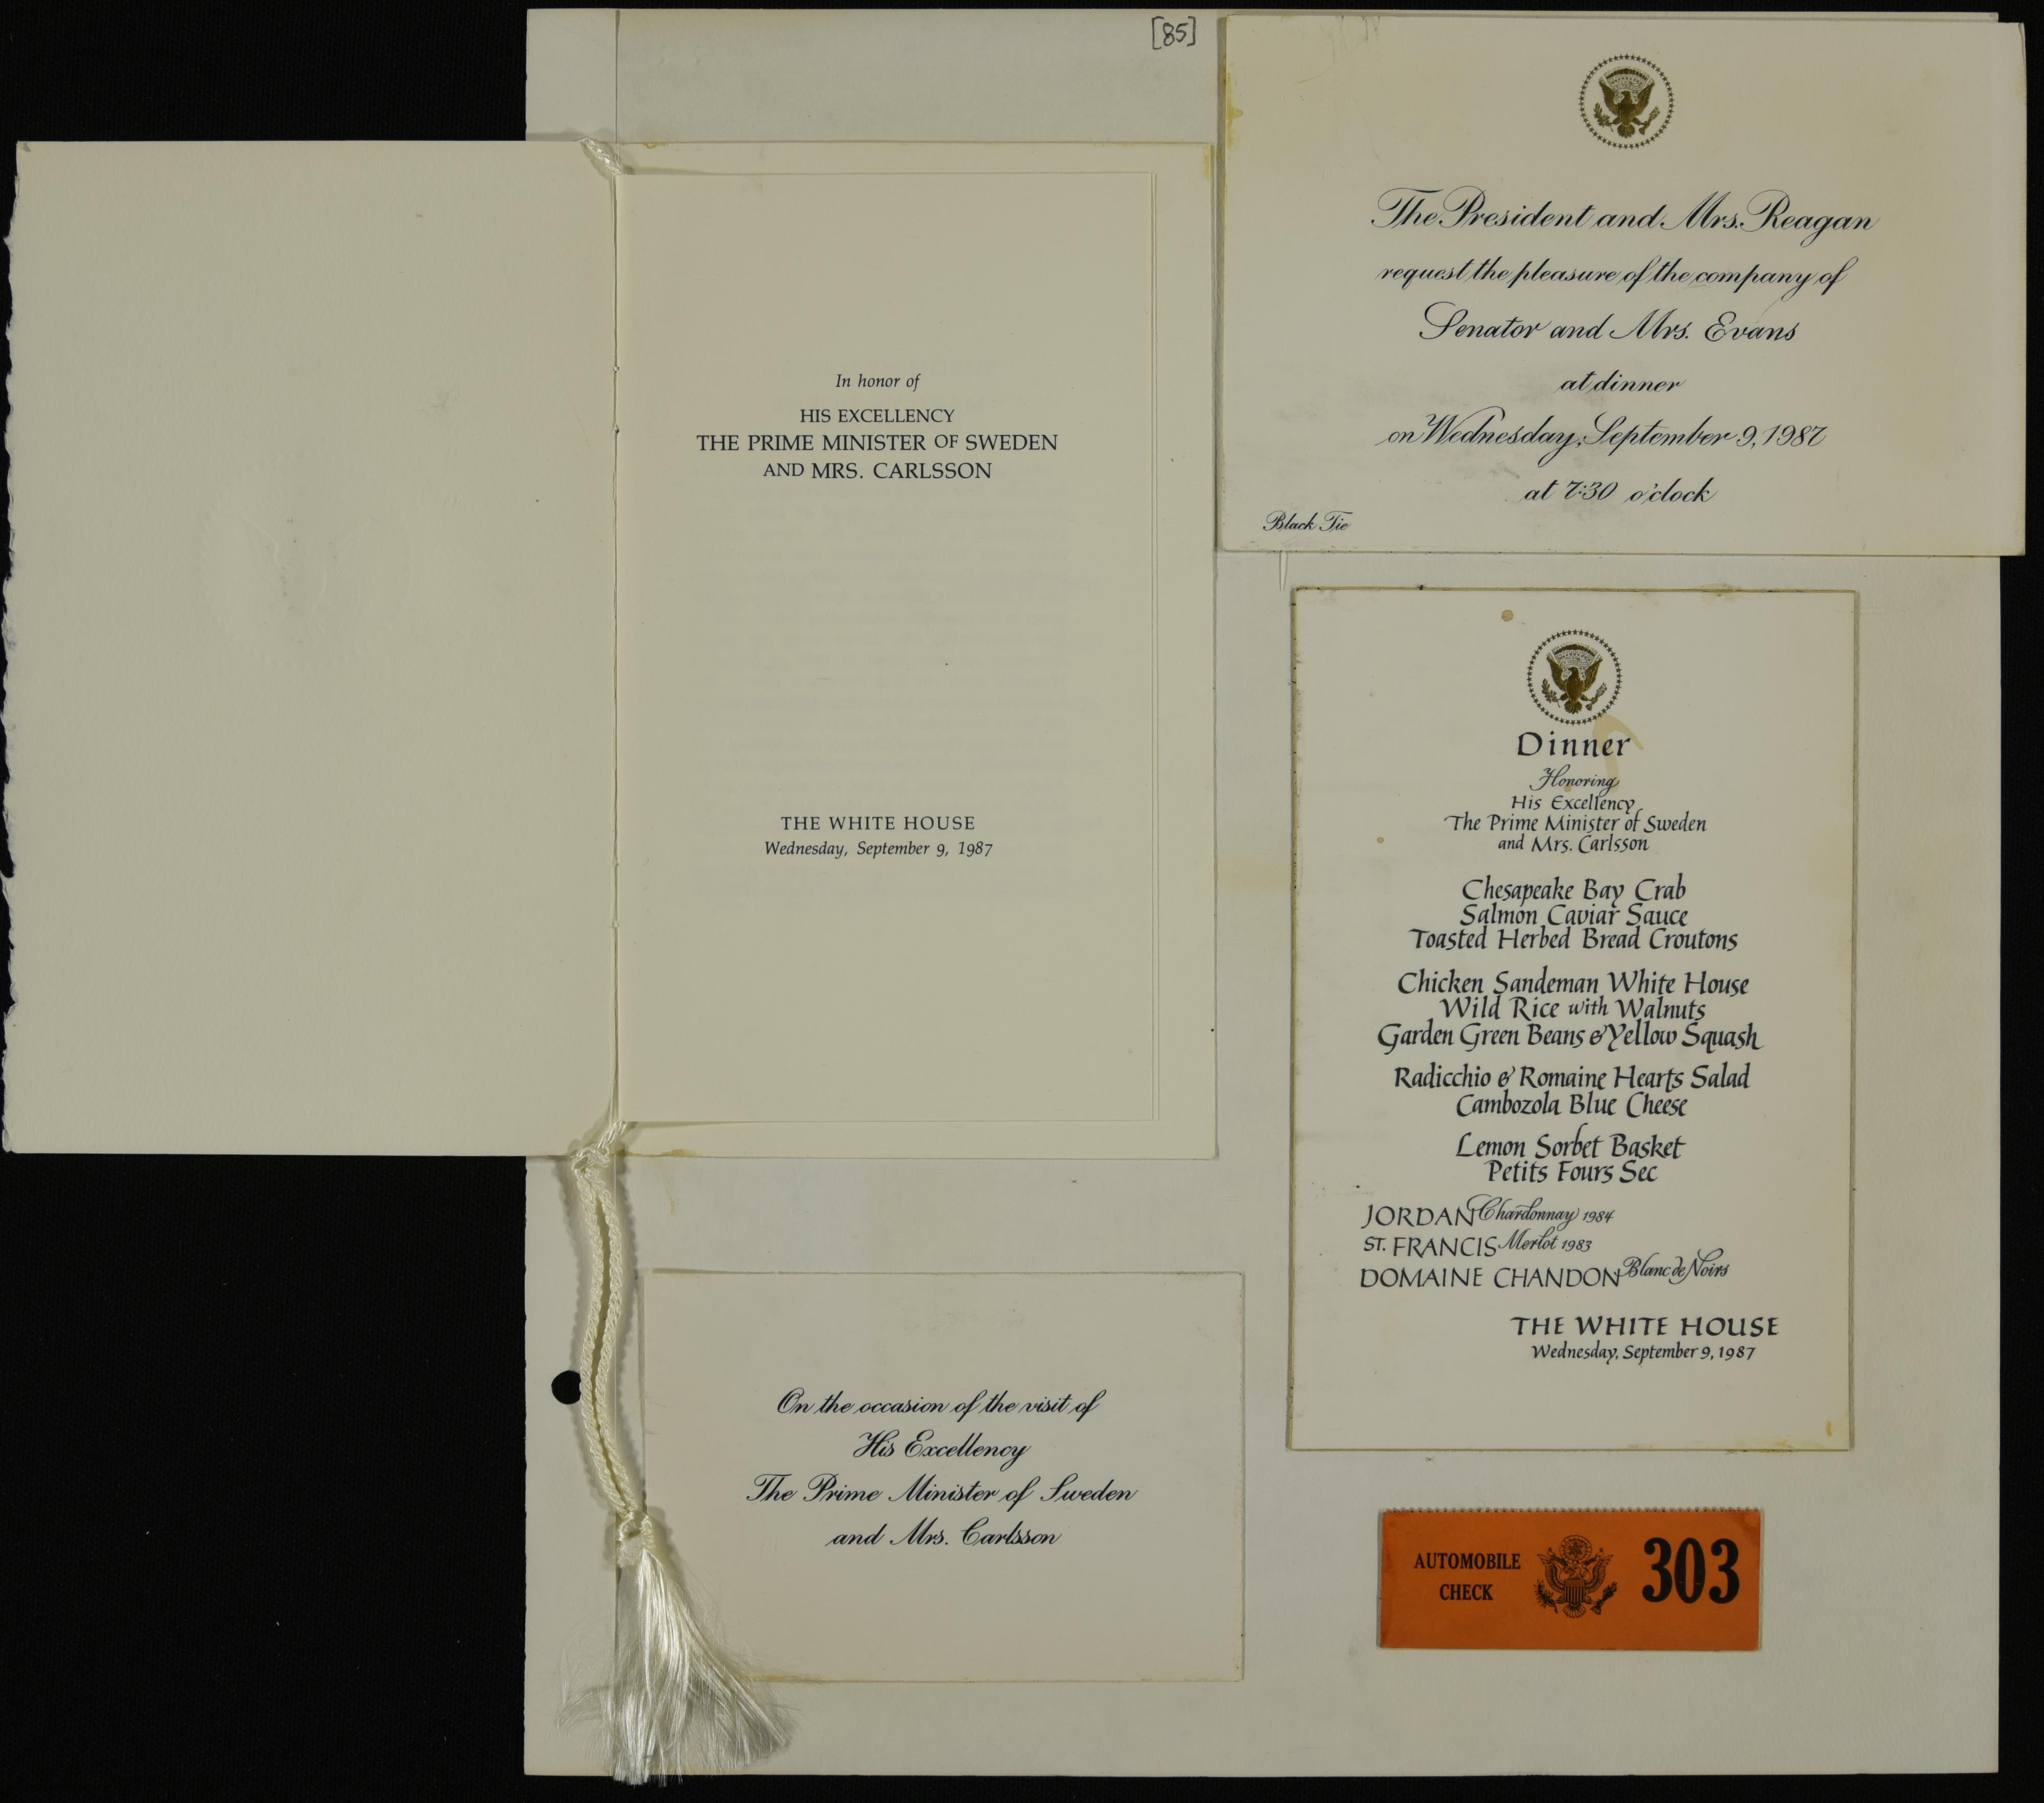 [85]
In honor of
HIS EXCELLENCY
THE PRIME MINISTER OF SWEDEN
AND MRS. CARLSSON
THE WHITE HOUSE
Wednesday, September 9, 1987
The President and Mrs. Reagan
request the pleasure of the company of
Senator and Mrs. Evans
at dinner
on Wednesday, September 9, 1987
at 7:30 o'clock
Black Tie
Dinner
Honoring
His Excellency
The Prime Minister of Sweden
and Mrs. Carlsson
Chesapeake Bay Crab
Salmon Caviar Sauce
Toasted Herbed Bread Croutons
Chicken Sandeman White House
Wild Rice with Walnuts
Garden Green Beans & Yellow Squash
Radicchio & Romaine Hearts Salad
Cambozola Blue Cheese
Lemon Sorbet Basket
Petits Fours Sec
JORDAN Chardonnay 1984
ST. FRANCIS Merlot 1983
DOMAINE CHANDON Blanc de Noirs
THE WHITE HOUSE
Wednesday, September 9, 1987
On the occasion of the visit of
His Excellency
The Prime Minister of Sweden
and Mrs. Carlsson
AUTOMOBILE
CHECK
303